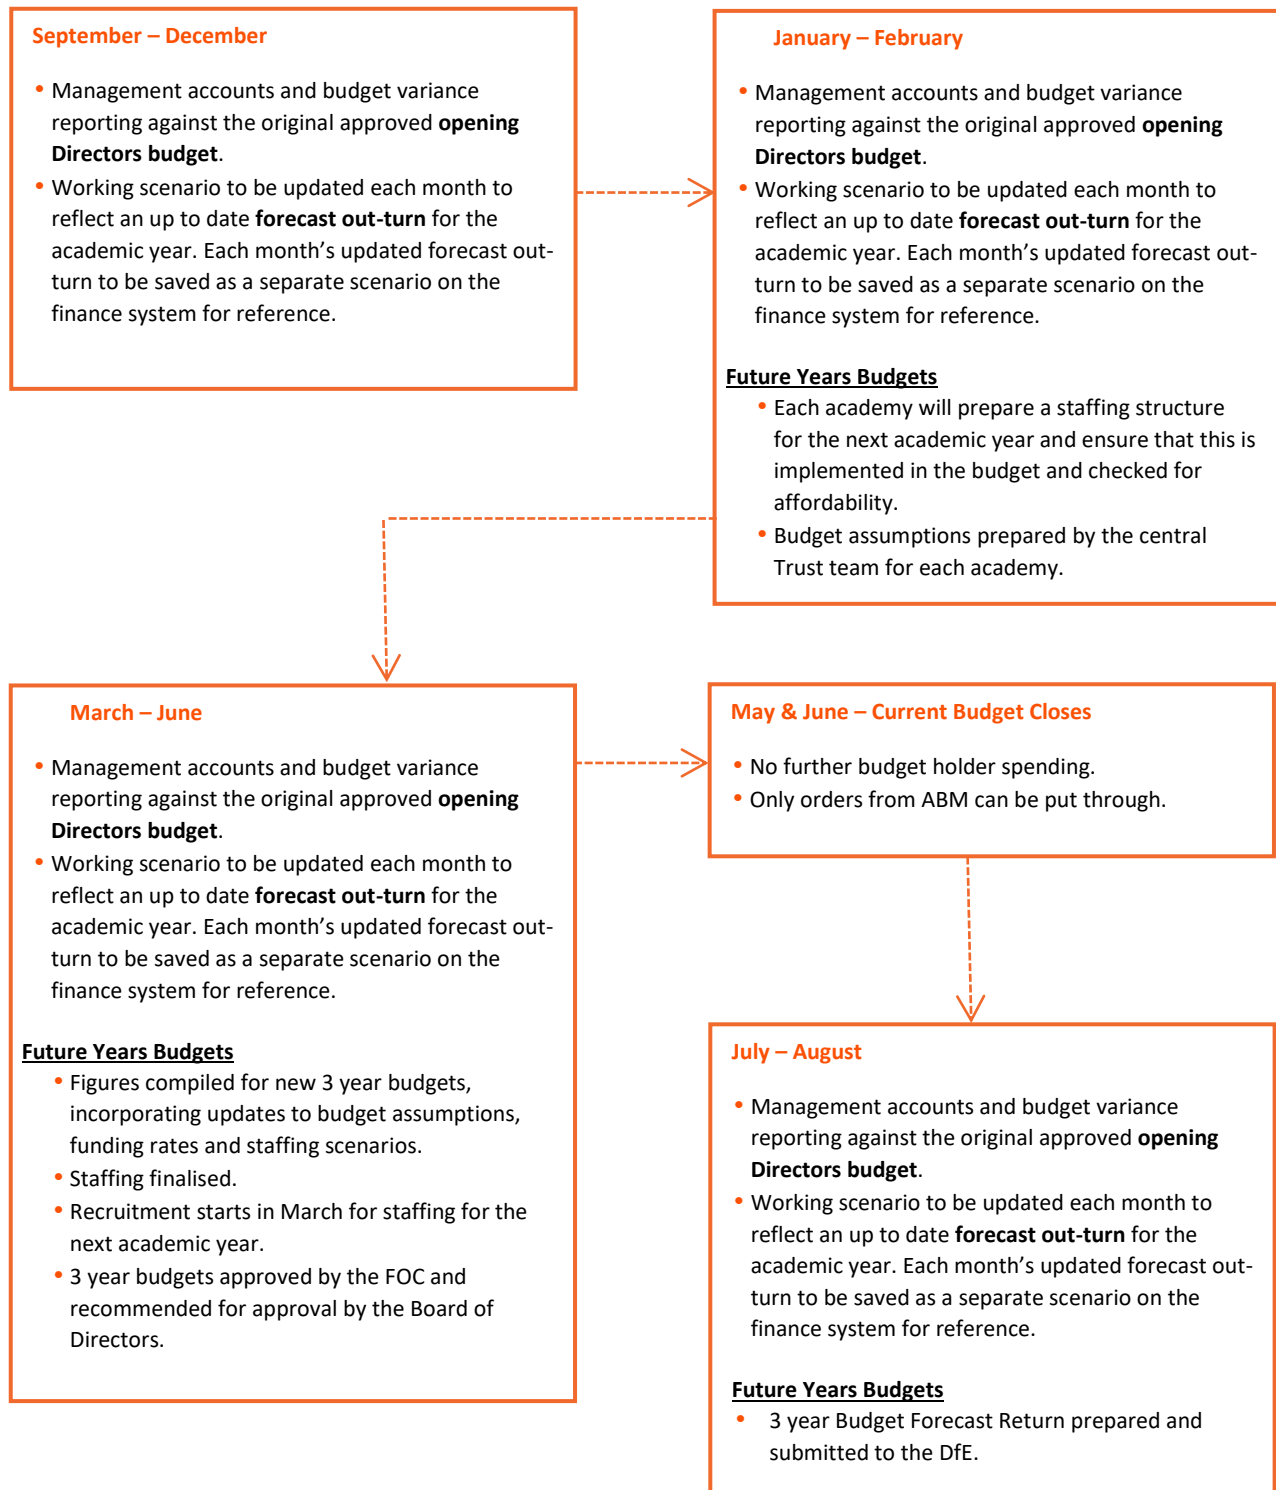 September – December
• Management accounts and budget variance
reporting against the original approved opening
Directors budget.
• Working scenario to be updated each month to
reflect an up to date forecast out-turn for the
academic year. Each month’s updated forecast out-
turn to be saved as a separate scenario on the
finance system for reference.
January – February
• Management accounts and budget variance
reporting against the original approved opening
Directors budget.
• Working scenario to be updated each month to
reflect an up to date forecast out-turn for the
academic year. Each month’s updated forecast out-
turn to be saved as a separate scenario on the
finance system for reference.
Future Years Budgets
• Each academy will prepare a staffing structure
for the next academic year and ensure that this is
implemented in the budget and checked for
affordability.
• Budget assumptions prepared by the central
Trust team for each academy.
March – June
• Management accounts and budget variance
reporting against the original approved opening
Directors budget.
• Working scenario to be updated each month to
reflect an up to date forecast out-turn for the
academic year. Each month’s updated forecast out-
turn to be saved as a separate scenario on the
finance system for reference.
Future Years Budgets
• Figures compiled for new 3 year budgets,
incorporating updates to budget assumptions,
funding rates and staffing scenarios.
• Staffing finalised.
• Recruitment starts in March for staffing for the
next academic year.
• 3 year budgets approved by the FOC and
recommended for approval by the Board of
Directors.
May & June – Current Budget Closes
• No further budget holder spending.
• Only orders from ABM can be put through.
July – August
• Management accounts and budget variance
reporting against the original approved opening
Directors budget.
• Working scenario to be updated each month to
reflect an up to date forecast out-turn for the
academic year. Each month’s updated forecast out-
turn to be saved as a separate scenario on the
finance system for reference.
Future Years Budgets
• 3 year Budget Forecast Return prepared and
submitted to the DfE.